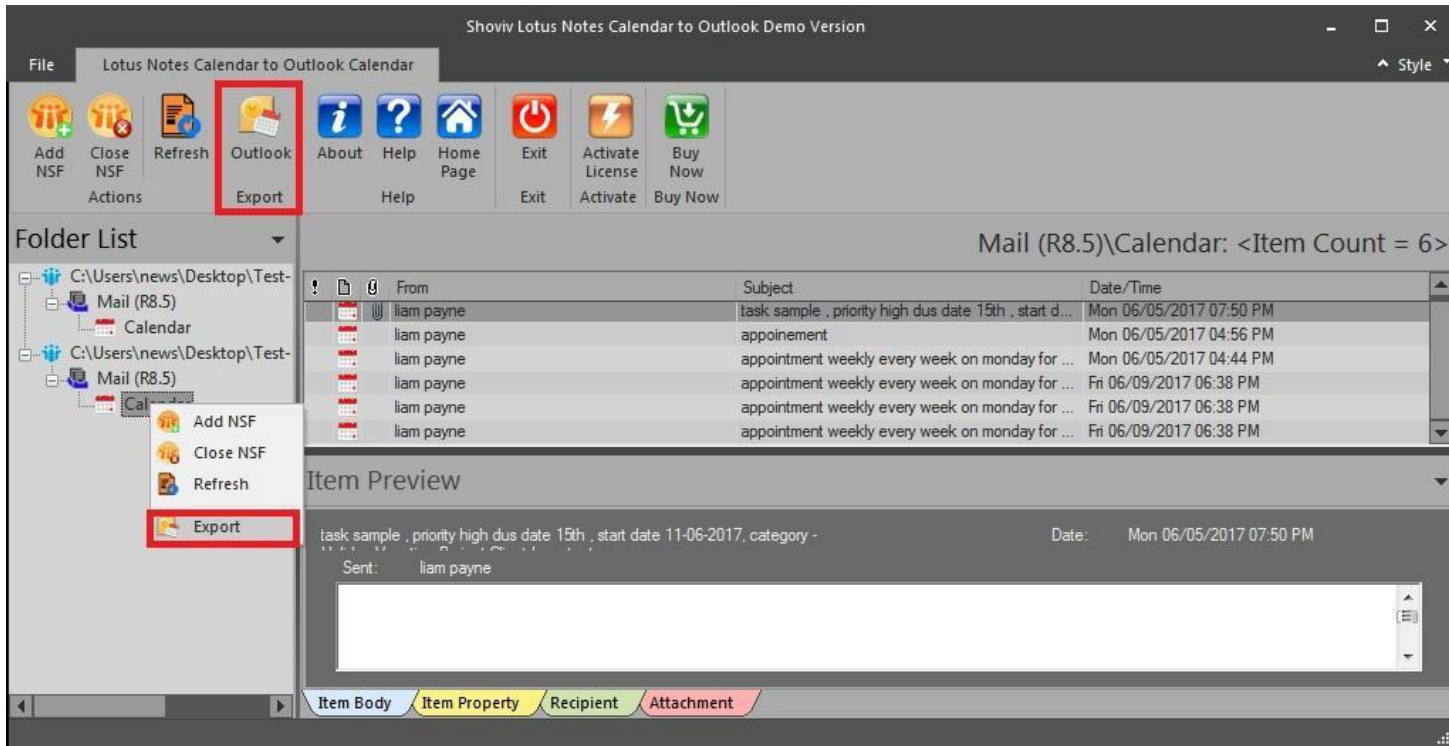 Shoviv Lotus Notes Calendar to Outlook Demo Version
File Lotus Notes Calendar to Outlook Calendar Style
Add NSF
Close NSF
Refresh
Outlook
About
Help
Home Page
Exit
Activate License
Buy Now
Actions Export Help Exit Activate Buy Now
Folder List
Mail (R8.5)\Calendar: <Item Count = 6>
C:\Users\news\Desktop\Test-
Mail (R8.5)
Calendar
C:\Users\news\Desktop\Test-
Mail (R8.5)
Add NSF
Close NSF
Refresh
Export
! From Subject Date/Time
liam payne task sample , priority high dus date 15th , start d... Mon 06/05/2017 07:50 PM
liam payne appoinement Mon 06/05/2017 04:56 PM
liam payne appointment weekly every week on monday for ... Mon 06/05/2017 04:44 PM
liam payne appointment weekly every week on monday for ... Fri 06/09/2017 06:38 PM
liam payne appointment weekly every week on monday for ... Fri 06/09/2017 06:38 PM
liam payne appointment weekly every week on monday for ... Fri 06/09/2017 06:38 PM
Item Preview
task sample , priority high dus date 15th , start date 11-06-2017, category - Date: Mon 06/05/2017 07:50 PM
Sent: liam payne
Item Body Item Property Recipient Attachment